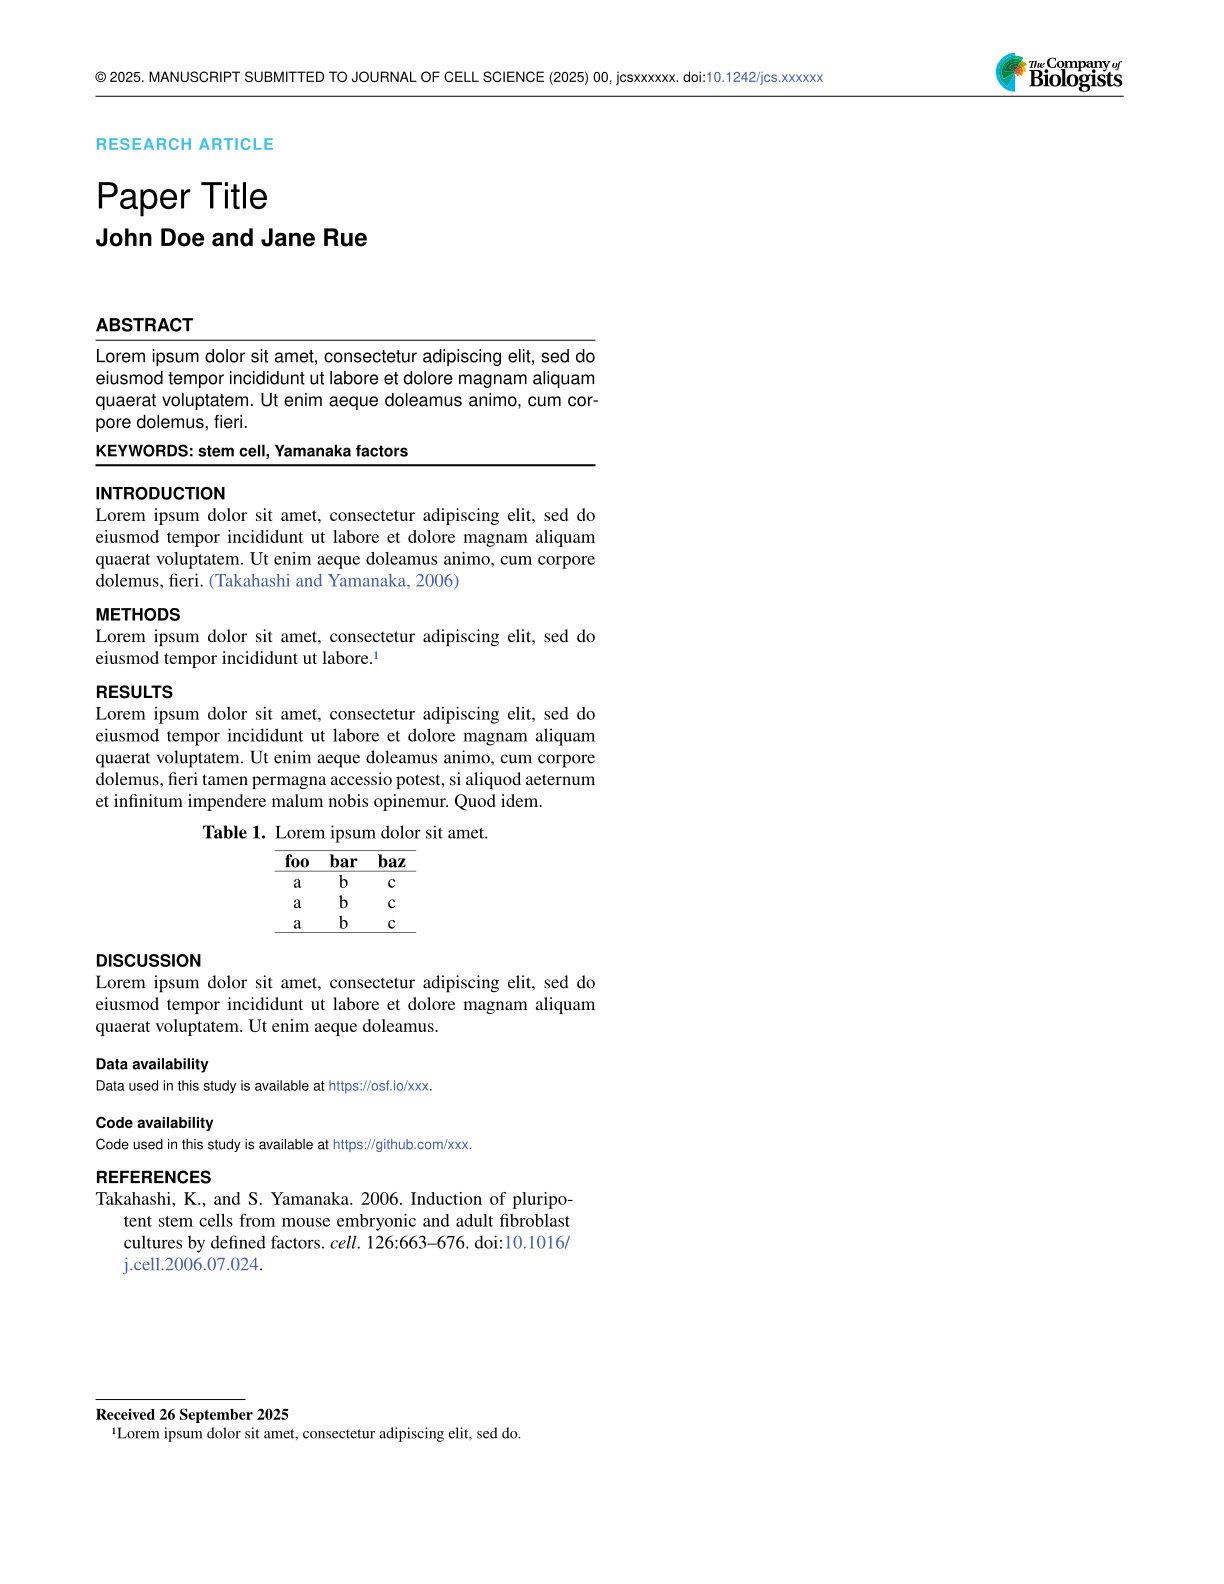 © 2025. MANUSCRIPT SUBMITTED TO JOURNAL OF CELL SCIENCE (2025) 00, jcsxxxxxx. doi:10.1242/jcs.xxxxxx
The Company of
Biologists
RESEARCH ARTICLE
Paper Title
John Doe and Jane Rue
ABSTRACT
Lorem ipsum dolor sit amet, consectetur adipiscing elit, sed do
eiusmod tempor incididunt ut labore et dolore magnam aliquam
quaerat voluptatem. Ut enim aeque doleamus animo, cum cor-
pore dolemus, fieri.
KEYWORDS: stem cell, Yamanaka factors
INTRODUCTION
Lorem ipsum dolor sit amet, consectetur adipiscing elit, sed do
eiusmod tempor incididunt ut labore et dolore magnam aliquam
quaerat voluptatem. Ut enim aeque doleamus animo, cum corpore
dolemus, fieri. (Takahashi and Yamanaka, 2006)
METHODS
Lorem ipsum dolor sit amet, consectetur adipiscing elit, sed do
eiusmod tempor incididunt ut labore.¹
RESULTS
Lorem ipsum dolor sit amet, consectetur adipiscing elit, sed do
eiusmod tempor incididunt ut labore et dolore magnam aliquam
quaerat voluptatem. Ut enim aeque doleamus animo, cum corpore
dolemus, fieri tamen permagna accessio potest, si aliquod aeternum
et infinitum impendere malum nobis opinemur. Quod idem.
Table 1. Lorem ipsum dolor sit amet.
foo bar baz
a b c
a b c
a b c
DISCUSSION
Lorem ipsum dolor sit amet, consectetur adipiscing elit, sed do
eiusmod tempor incididunt ut labore et dolore magnam aliquam
quaerat voluptatem. Ut enim aeque doleamus.
Data availability
Data used in this study is available at https://osf.io/xxx.
Code availability
Code used in this study is available at https://github.com/xxx.
REFERENCES
Takahashi, K., and S. Yamanaka. 2006. Induction of pluripo-
tent stem cells from mouse embryonic and adult fibroblast
cultures by defined factors. cell. 126:663–676. doi:10.1016/
j.cell.2006.07.024.
Received 26 September 2025
¹Lorem ipsum dolor sit amet, consectetur adipiscing elit, sed do.